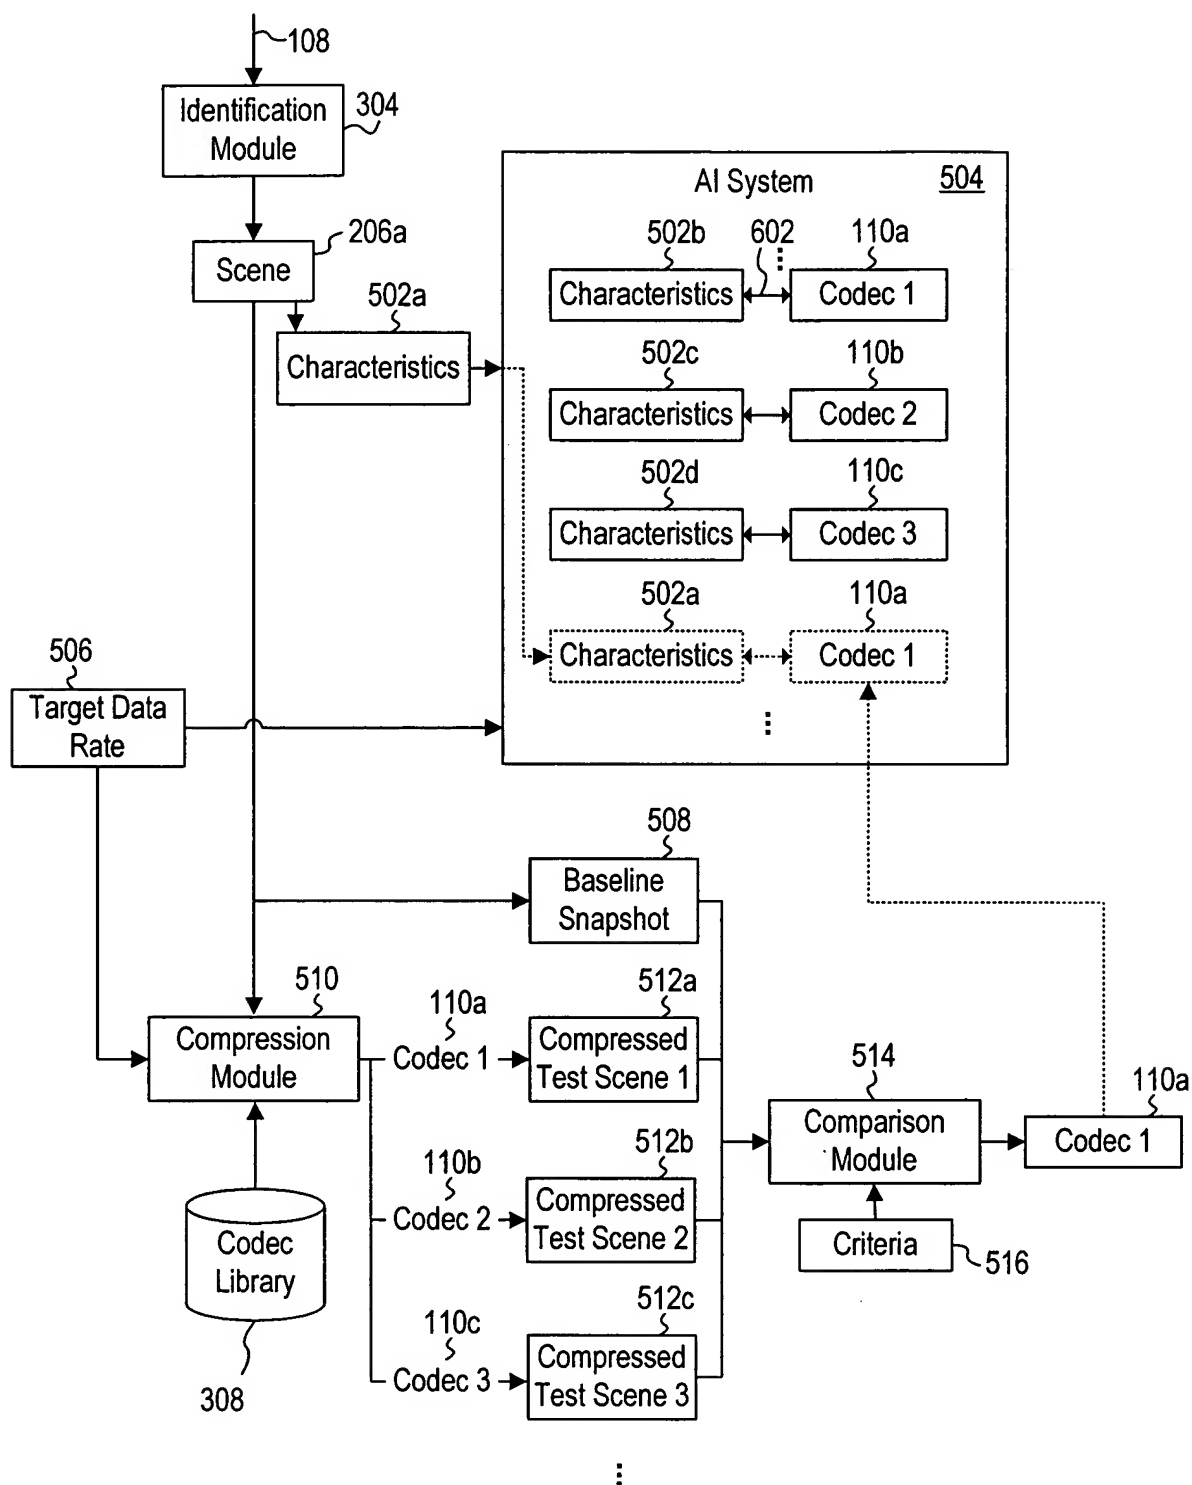 108
Identification
Module
304
AI System
504
206a
Scene
502b
602
110a
Characteristics
Codec 1
502a
Characteristics
502c
110b
Characteristics
Codec 2
502d
110c
Characteristics
Codec 3
502a
110a
Characteristics
Codec 1
506
Target Data
Rate
508
Baseline
Snapshot
510
Compression
Module
110a
Codec 1
512a
Compressed
Test Scene 1
514
Comparison
Module
110a
Codec 1
110b
Codec 2
512b
Compressed
Test Scene 2
Criteria
516
Codec
Library
308
110c
Codec 3
512c
Compressed
Test Scene 3